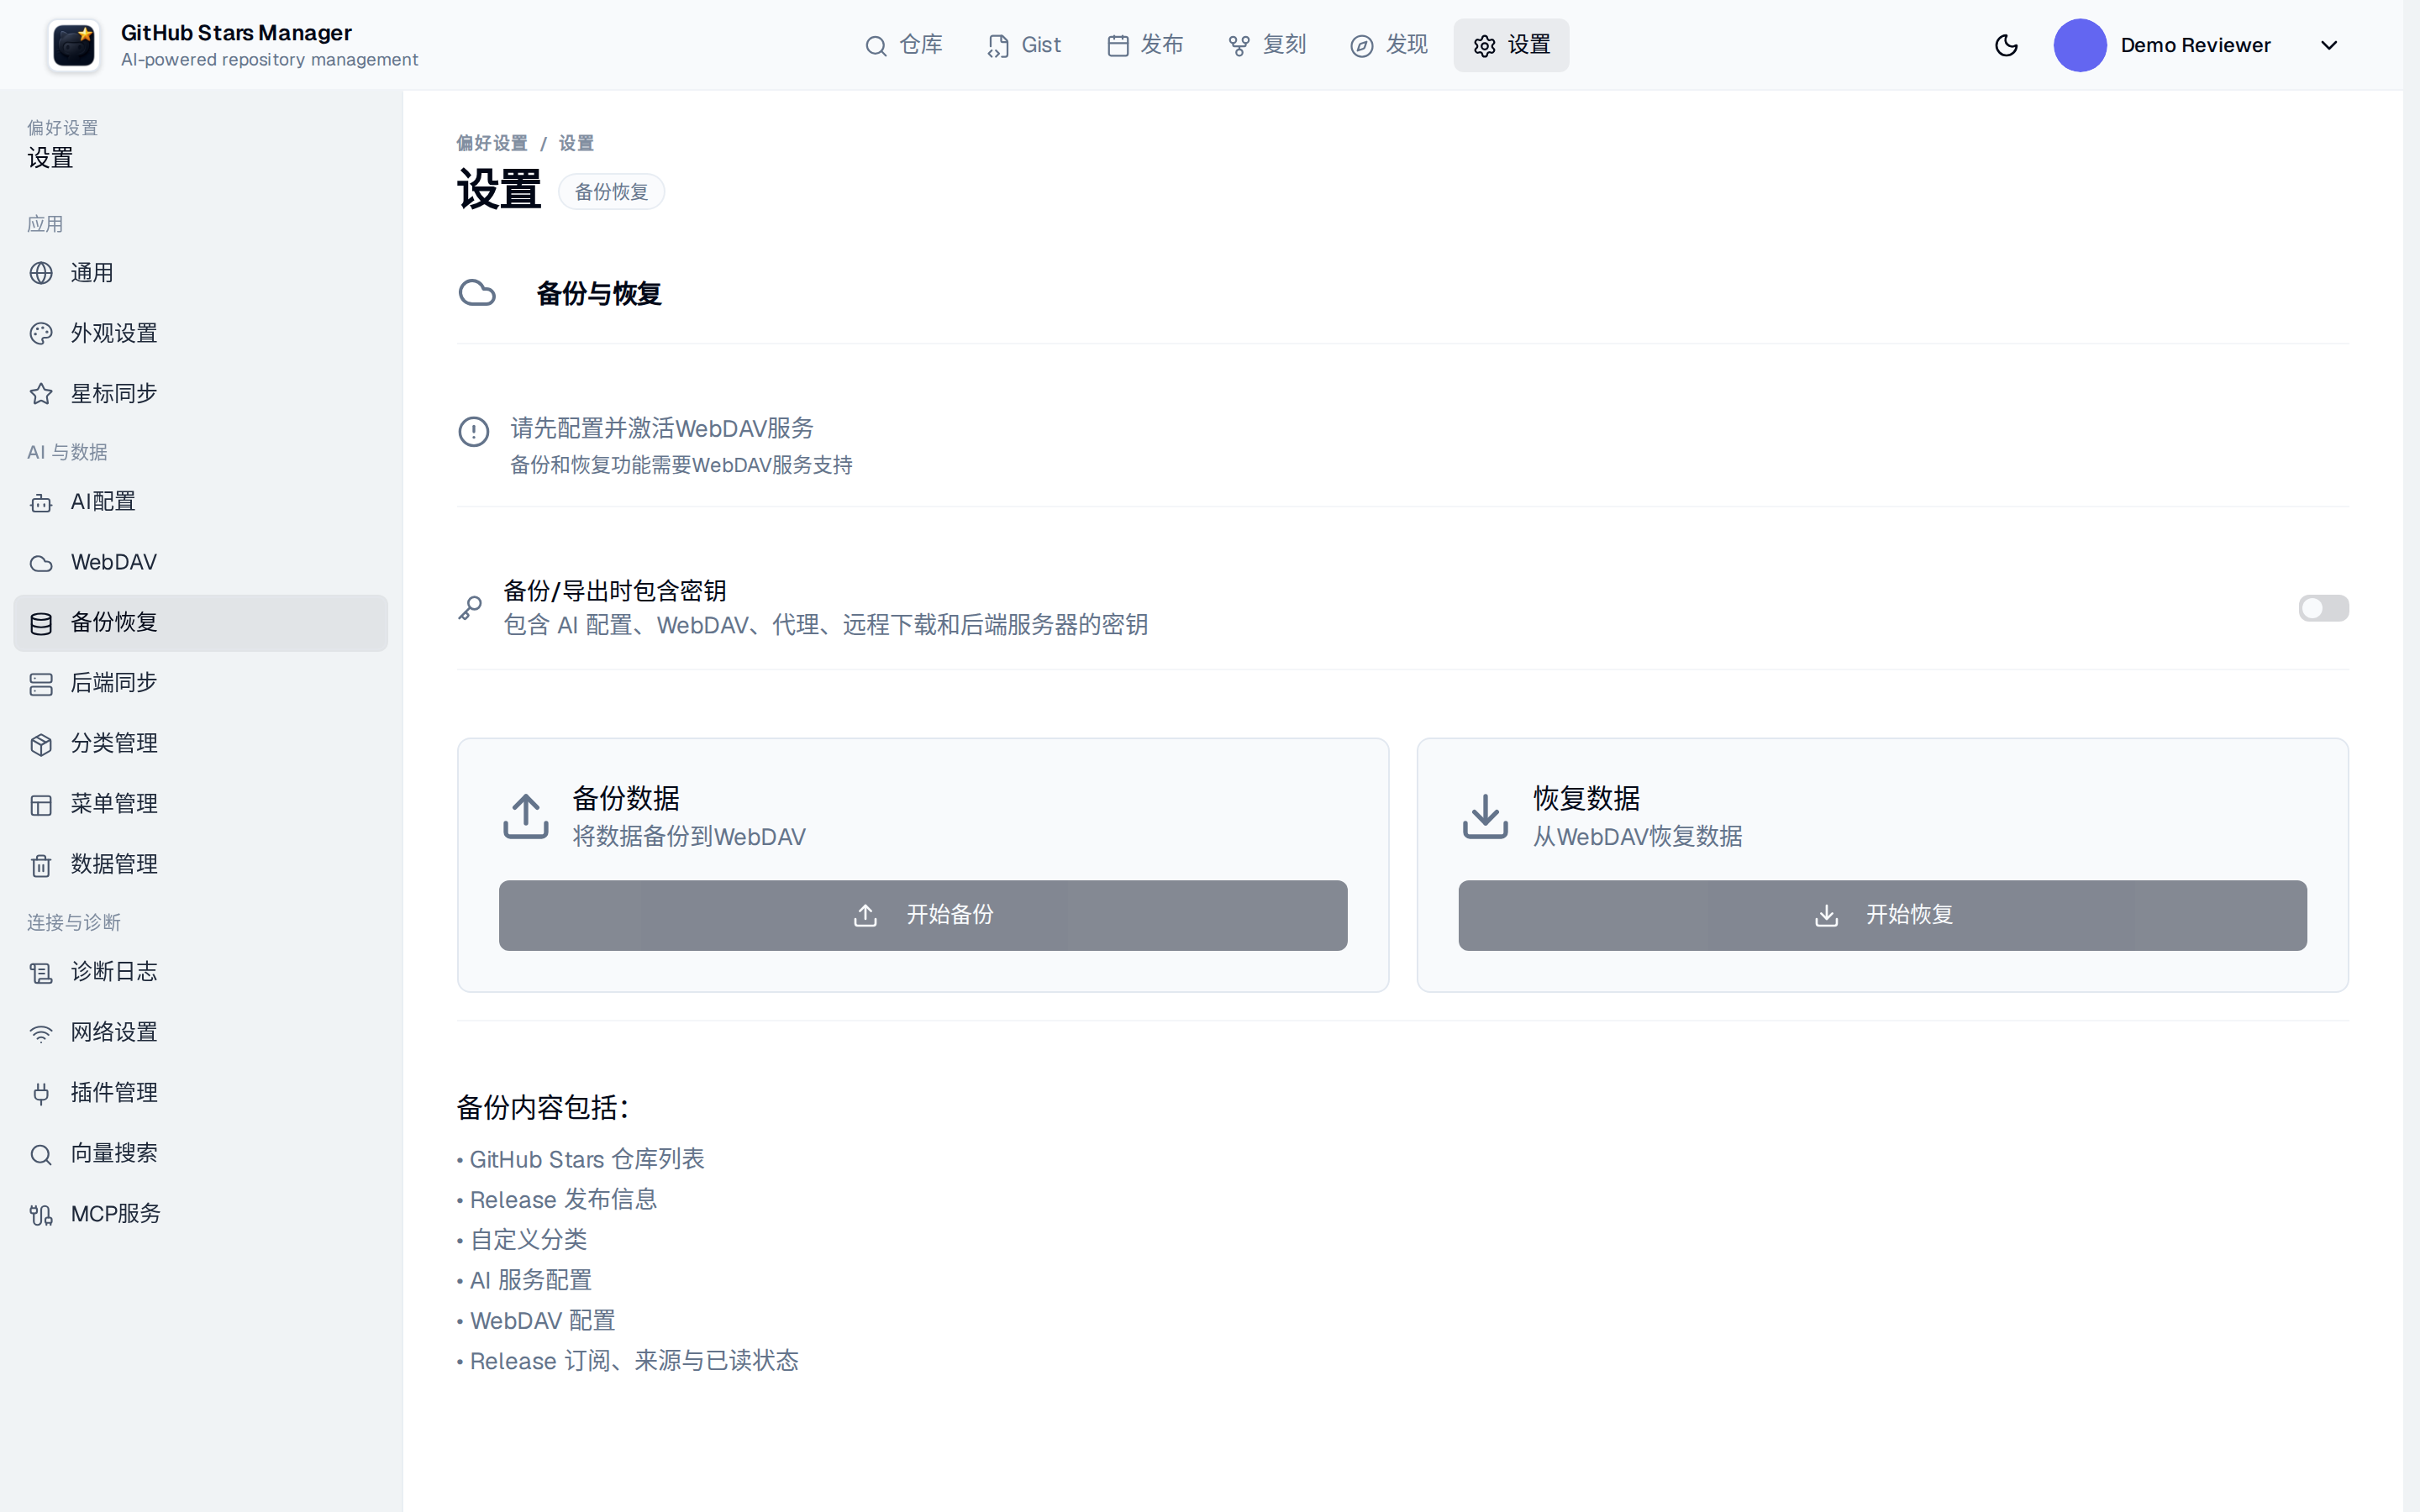 GitHub Stars Manager
AI-powered repository management
仓库
Gist
发布
复刻
发现
设置
Demo Reviewer
偏好设置
设置
应用
通用
外观设置
星标同步
AI 与数据
AI配置
WebDAV
备份恢复
后端同步
分类管理
菜单管理
数据管理
连接与诊断
诊断日志
网络设置
插件管理
向量搜索
MCP服务
偏好设置 / 设置
设置
备份恢复
备份与恢复
请先配置并激活WebDAV服务
备份和恢复功能需要WebDAV服务支持
备份/导出时包含密钥
包含 AI 配置、WebDAV、代理、远程下载和后端服务器的密钥
备份数据
将数据备份到WebDAV
开始备份
恢复数据
从WebDAV恢复数据
开始恢复
备份内容包括：
• GitHub Stars 仓库列表
• Release 发布信息
• 自定义分类
• AI 服务配置
• WebDAV 配置
• Release 订阅、来源与已读状态